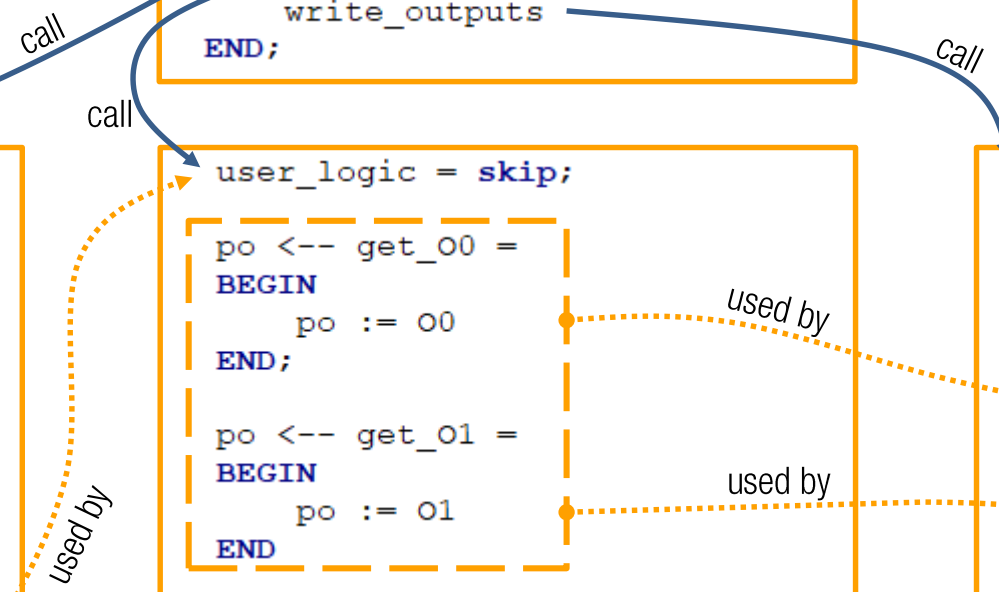 write_outputs
END;
call
call
call
user_logic = skip;
po <-- get_O0 =
BEGIN
po := O0
END;
po <-- get_O1 =
BEGIN
po := O1
END
used by
used by
used by